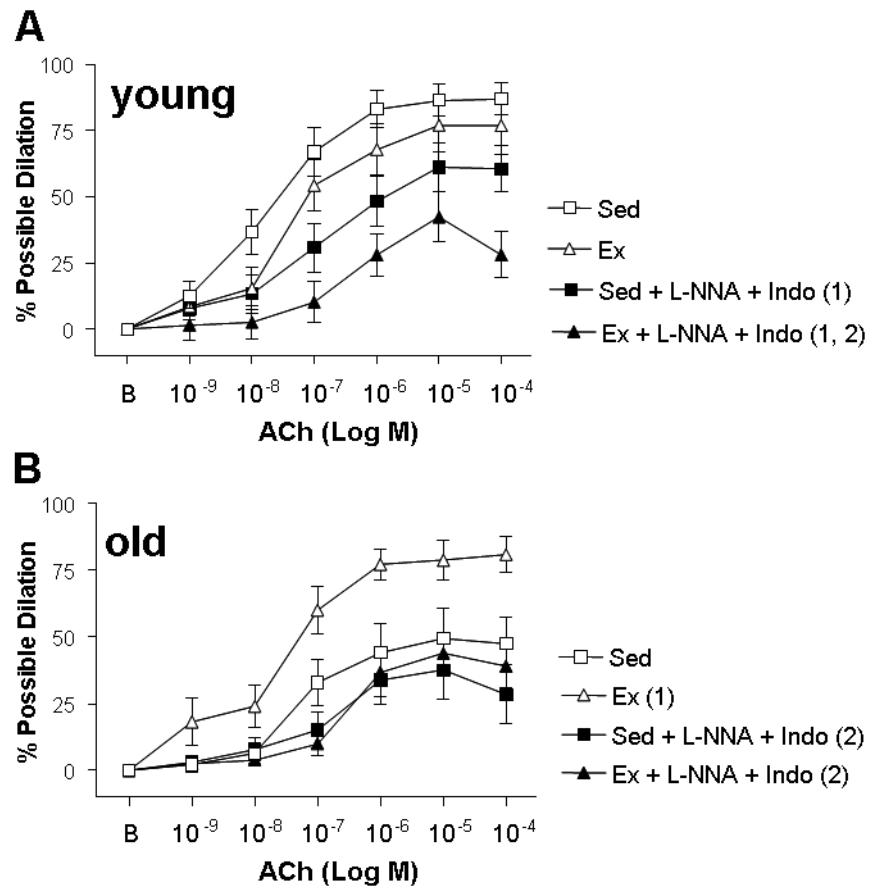 A
young
100
75
50
25
0
% Possible Dilation
B 10^-9 10^-8 10^-7 10^-6 10^-5 10^-4
ACh (Log M)
Sed
Ex
Sed + L-NNA + Indo (1)
Ex + L-NNA + Indo (1, 2)
B
old
100
75
50
25
0
% Possible Dilation
B 10^-9 10^-8 10^-7 10^-6 10^-5 10^-4
ACh (Log M)
Sed
Ex (1)
Sed + L-NNA + Indo (2)
Ex + L-NNA + Indo (2)